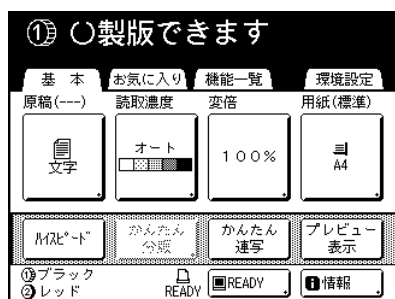 ① 製版できます
基 本 お気に入り 機能一覧 環境設定
原稿(---) 読取濃度 変倍 用紙(標準)
文字 オート 100% A4
ハイスピード かんたん分版 かんたん連写 プレビュー表示
①ブラック
②レッド READY READY 情報